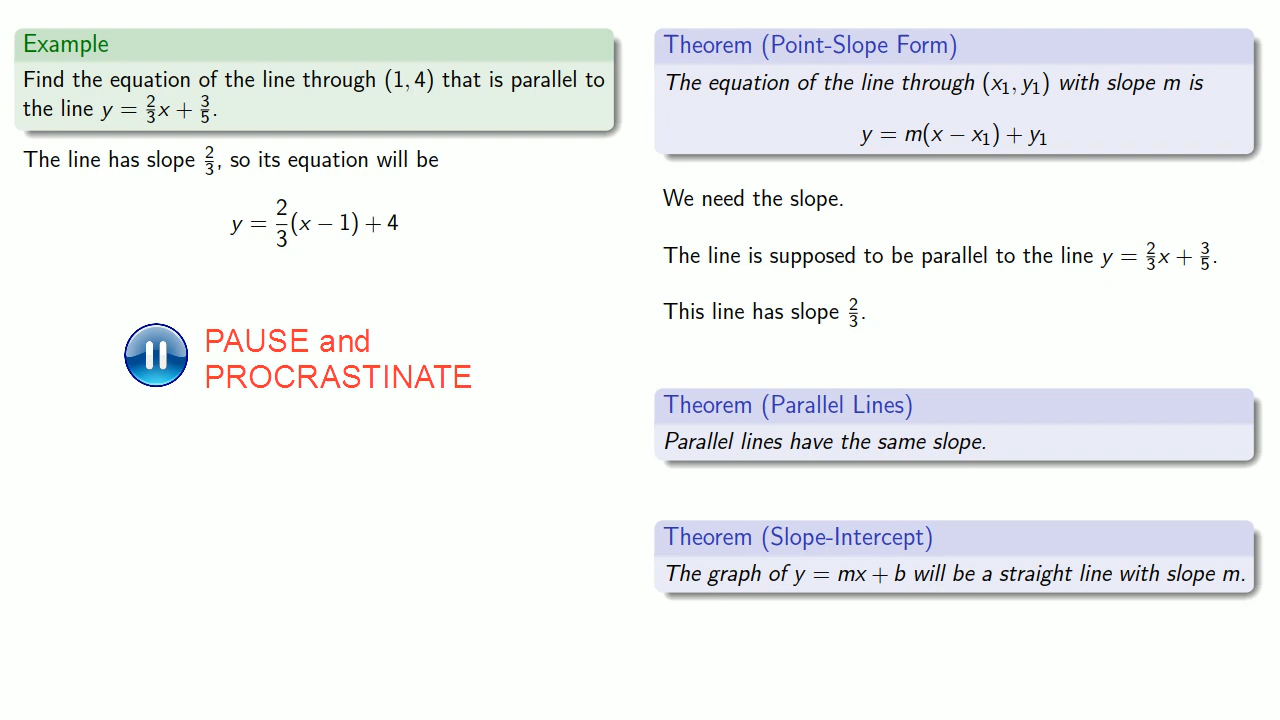 Example
Find the equation of the line through (1, 4) that is parallel to
the line y = 2/3 x + 3/5.
The line has slope 2/3, so its equation will be
y = 2/3 (x − 1) + 4
PAUSE and
PROCRASTINATE
Theorem (Point-Slope Form)
The equation of the line through (x₁, y₁) with slope m is
y = m(x − x₁) + y₁
We need the slope.
The line is supposed to be parallel to the line y = 2/3 x + 3/5.
This line has slope 2/3.
Theorem (Parallel Lines)
Parallel lines have the same slope.
Theorem (Slope-Intercept)
The graph of y = mx + b will be a straight line with slope m.